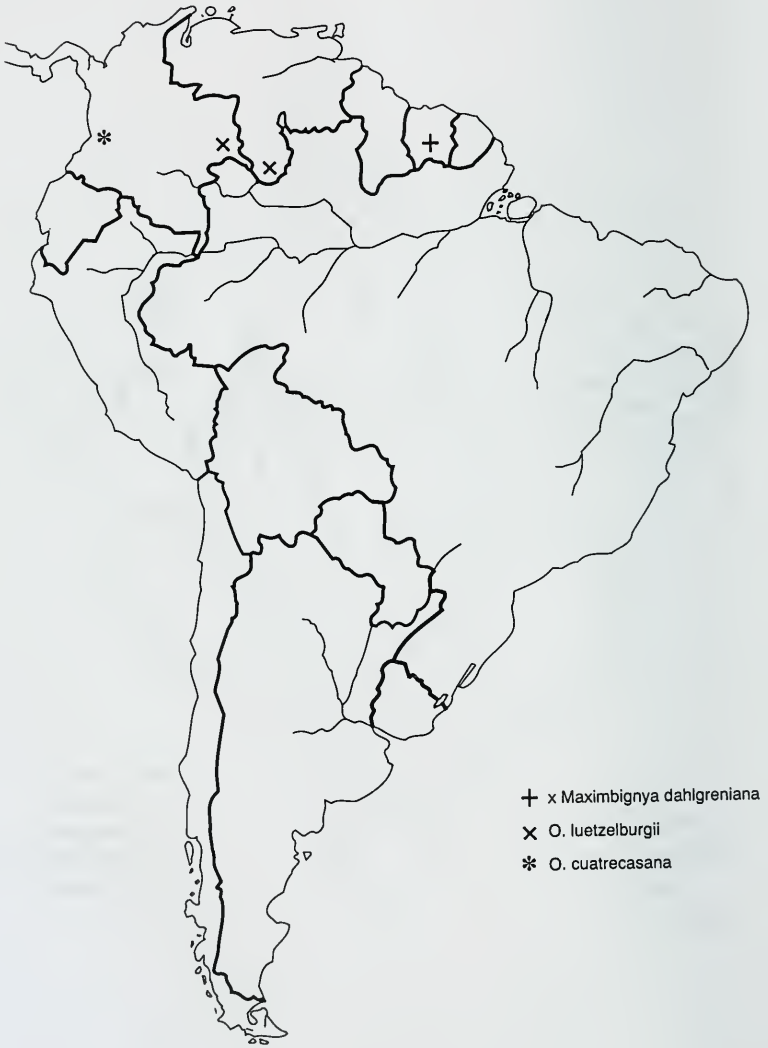 + x Maximbignya dahlgreniana
× O. luetzelburgii
* O. cuatrecasana